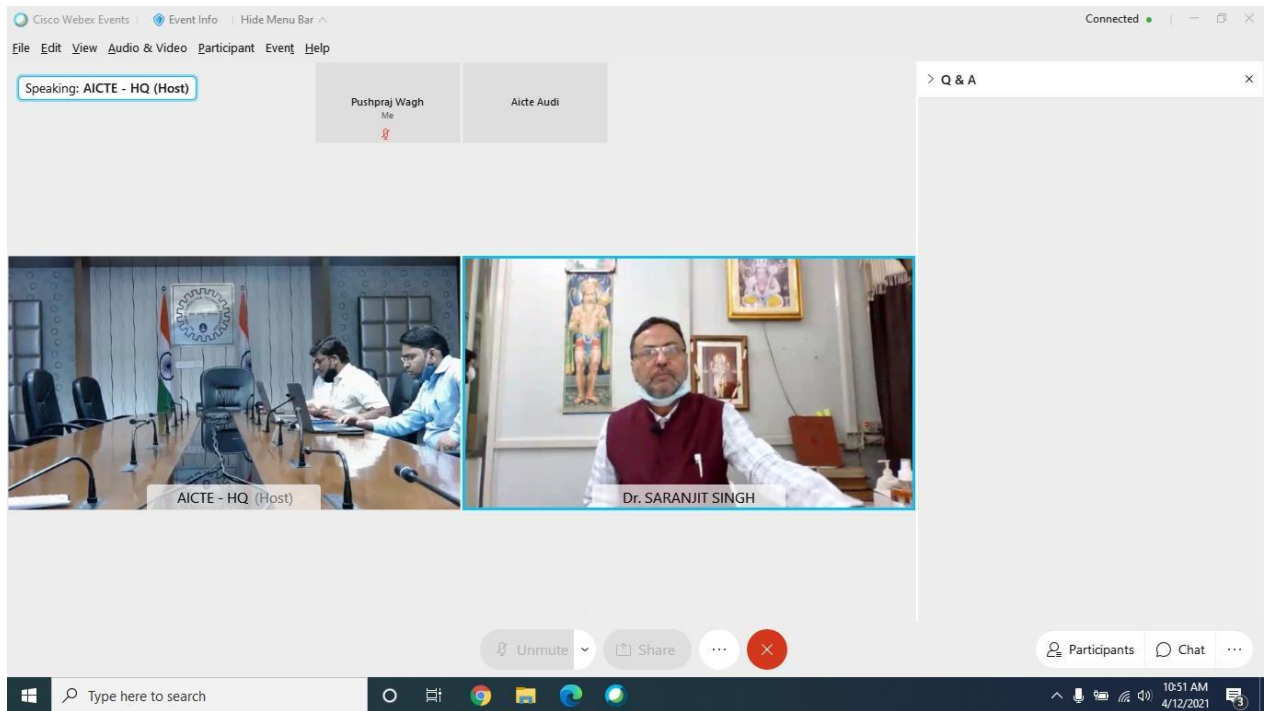 Cisco Webex Events
Event Info
Hide Menu Bar
Connected
File Edit View Audio & Video Participant Event Help
Speaking: AICTE - HQ (Host)
Pushpraj Wagh
Me
Aicte Audi
Q & A
AICTE - HQ (Host)
Dr. SARANJIT SINGH
Unmute
Share
Participants
Chat
Type here to search
10:51 AM
4/12/2021
3